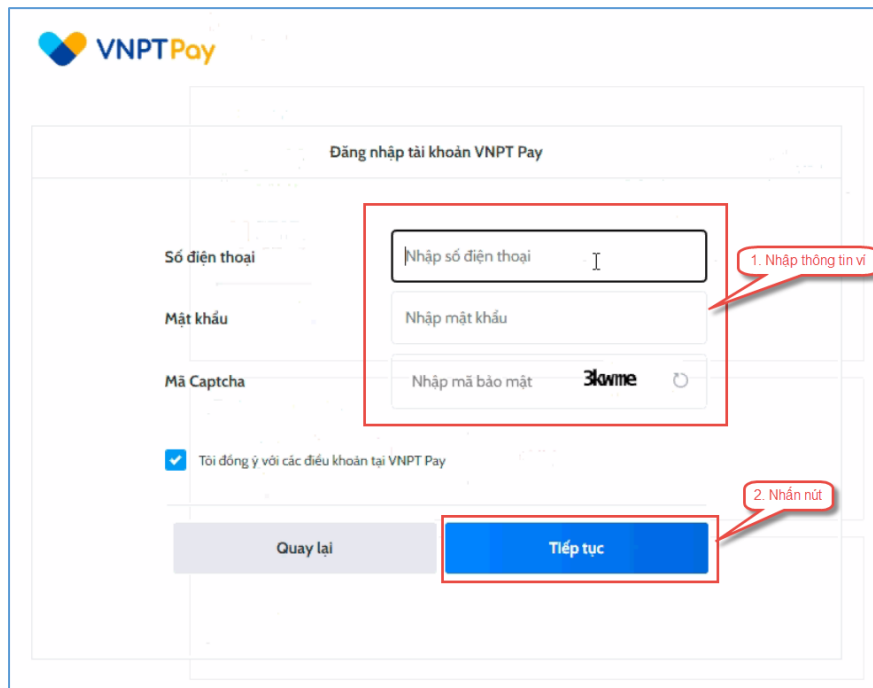 VNPT Pay
Đăng nhập tài khoản VNPT Pay
Số điện thoại
Nhập số điện thoại
1. Nhập thông tin ví
Mật khẩu
Nhập mật khẩu
Mã Captcha
Nhập mã bảo mật
3kwme
Tôi đồng ý với các điều khoản tại VNPT Pay
2. Nhấn nút
Quay lại
Tiếp tục